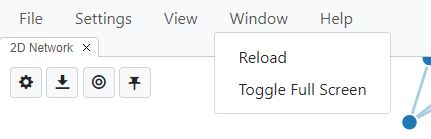 File Settings View Window Help
2D Network ×
Reload
Toggle Full Screen